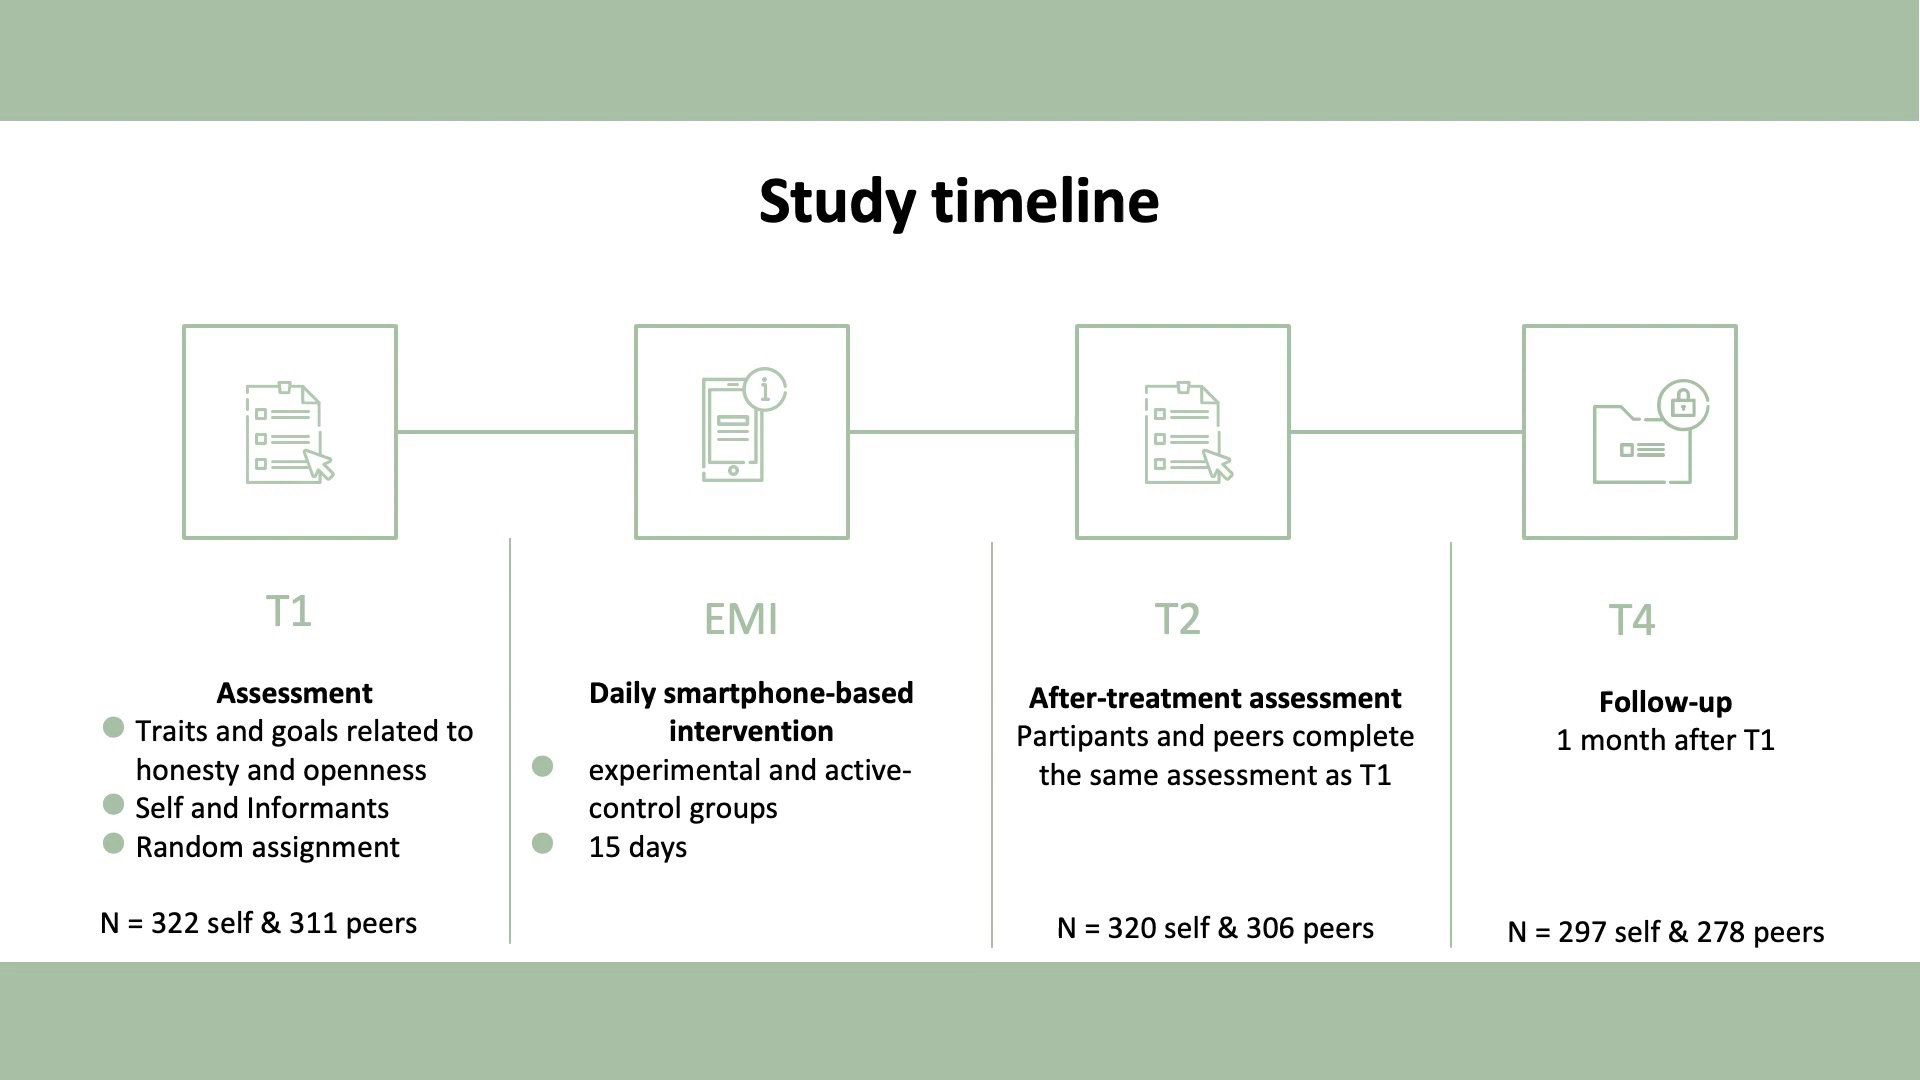 Study timeline
T1
Assessment
Traits and goals related to
honesty and openness
Self and Informants
Random assignment
N = 322 self & 311 peers
EMI
Daily smartphone-based
intervention
experimental and active-
control groups
15 days
T2
After-treatment assessment
Partipants and peers complete
the same assessment as T1
N = 320 self & 306 peers
T4
Follow-up
1 month after T1
N = 297 self & 278 peers